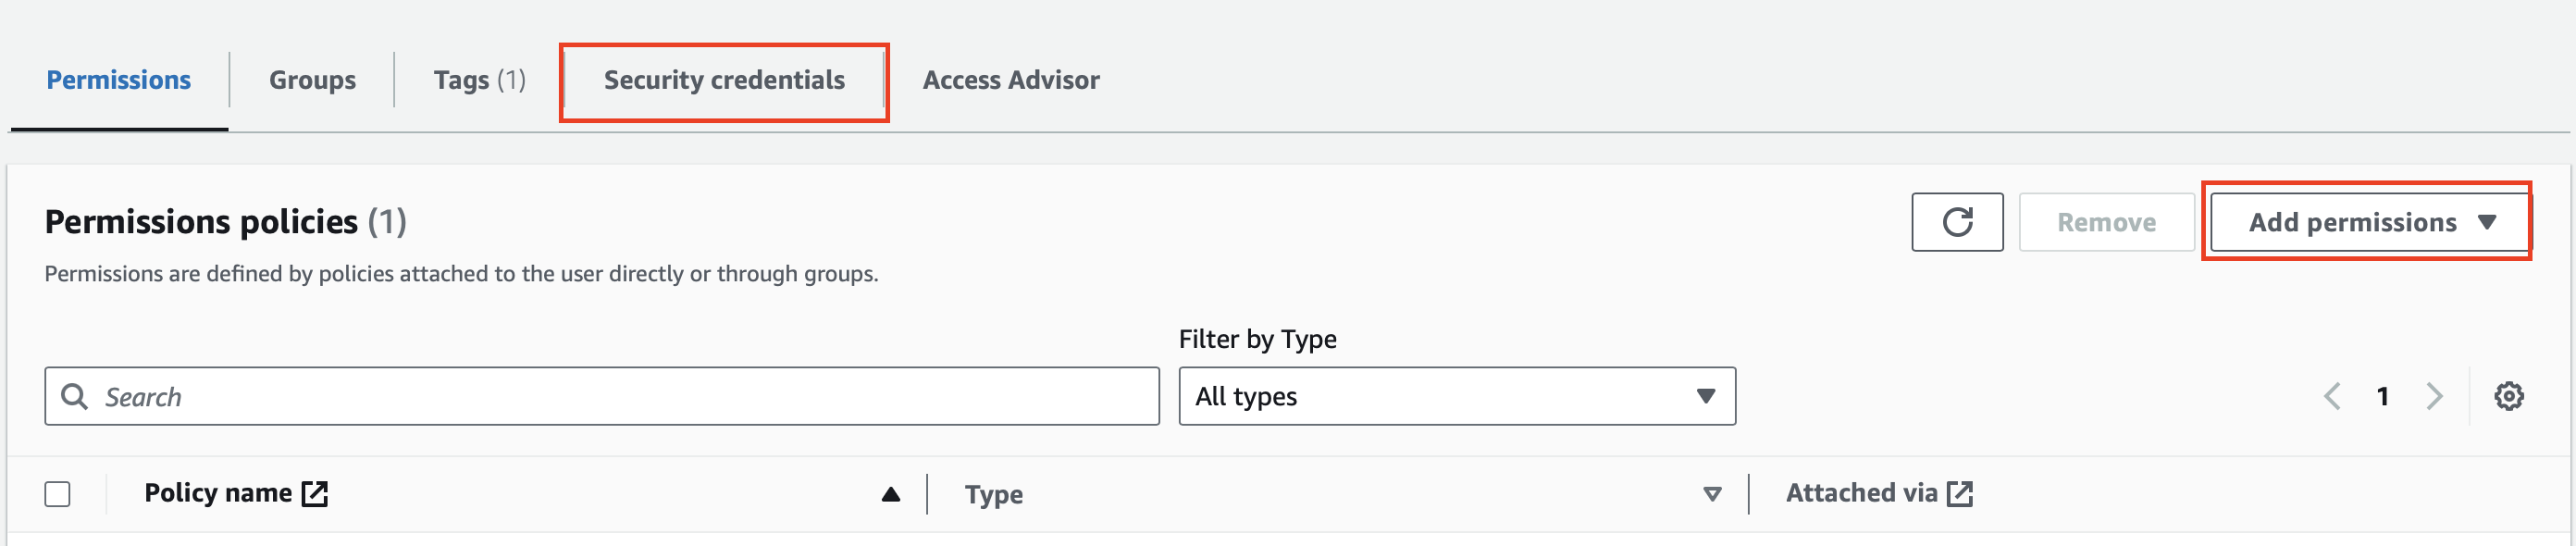 Permissions
Groups
Tags (1)
Security credentials
Access Advisor
Permissions policies (1)
Remove
Add permissions
Permissions are defined by policies attached to the user directly or through groups.
Filter by Type
Search
All types
1
Policy name
Type
Attached via